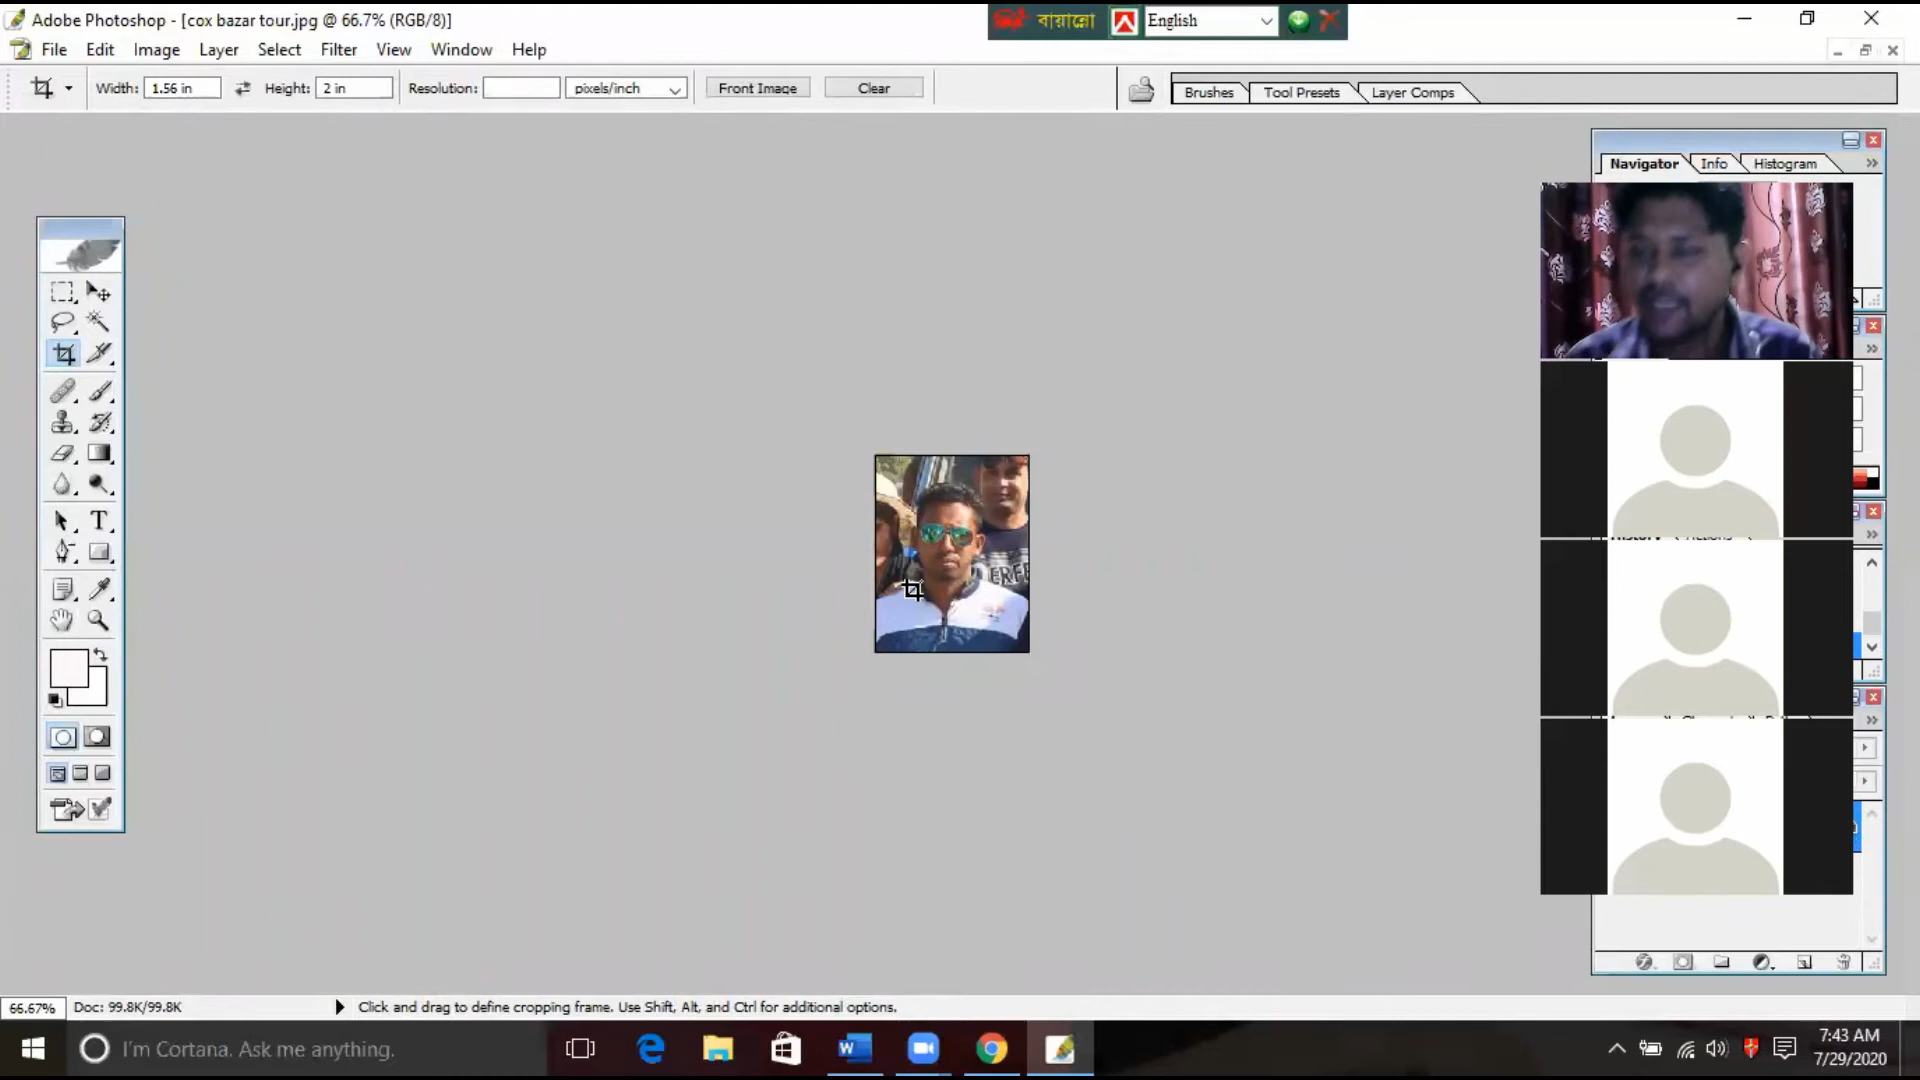 Adobe Photoshop - [cox bazar tour.jpg @ 66.7% (RGB/8)]
বায়ান্নো
English
File Edit Image Layer Select Filter View Window Help
Width: 1.56 in Height: 2 in Resolution: pixels/inch Front Image Clear
Brushes Tool Presets Layer Comps
Navigator Info Histogram
T
66.67% Doc: 99.8K/99.8K Click and drag to define cropping frame. Use Shift, Alt, and Ctrl for additional options.
I'm Cortana. Ask me anything.
7:43 AM
7/29/2020